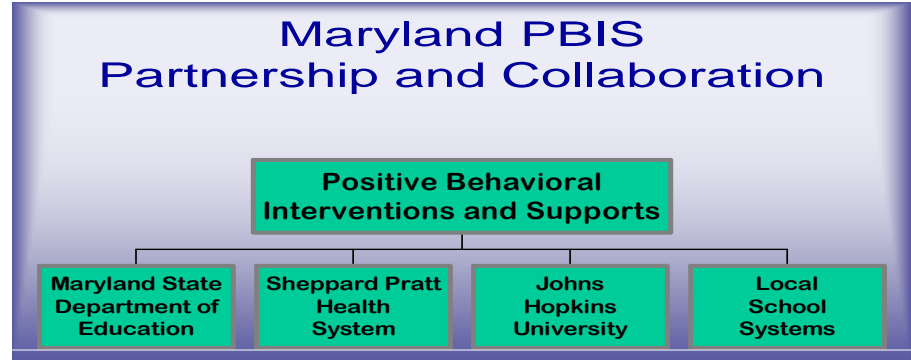 Maryland PBIS
Partnership and Collaboration
Positive Behavioral
Interventions and Supports
Maryland State
Department of
Education
Sheppard Pratt
Health
System
Johns
Hopkins
University
Local
School
Systems